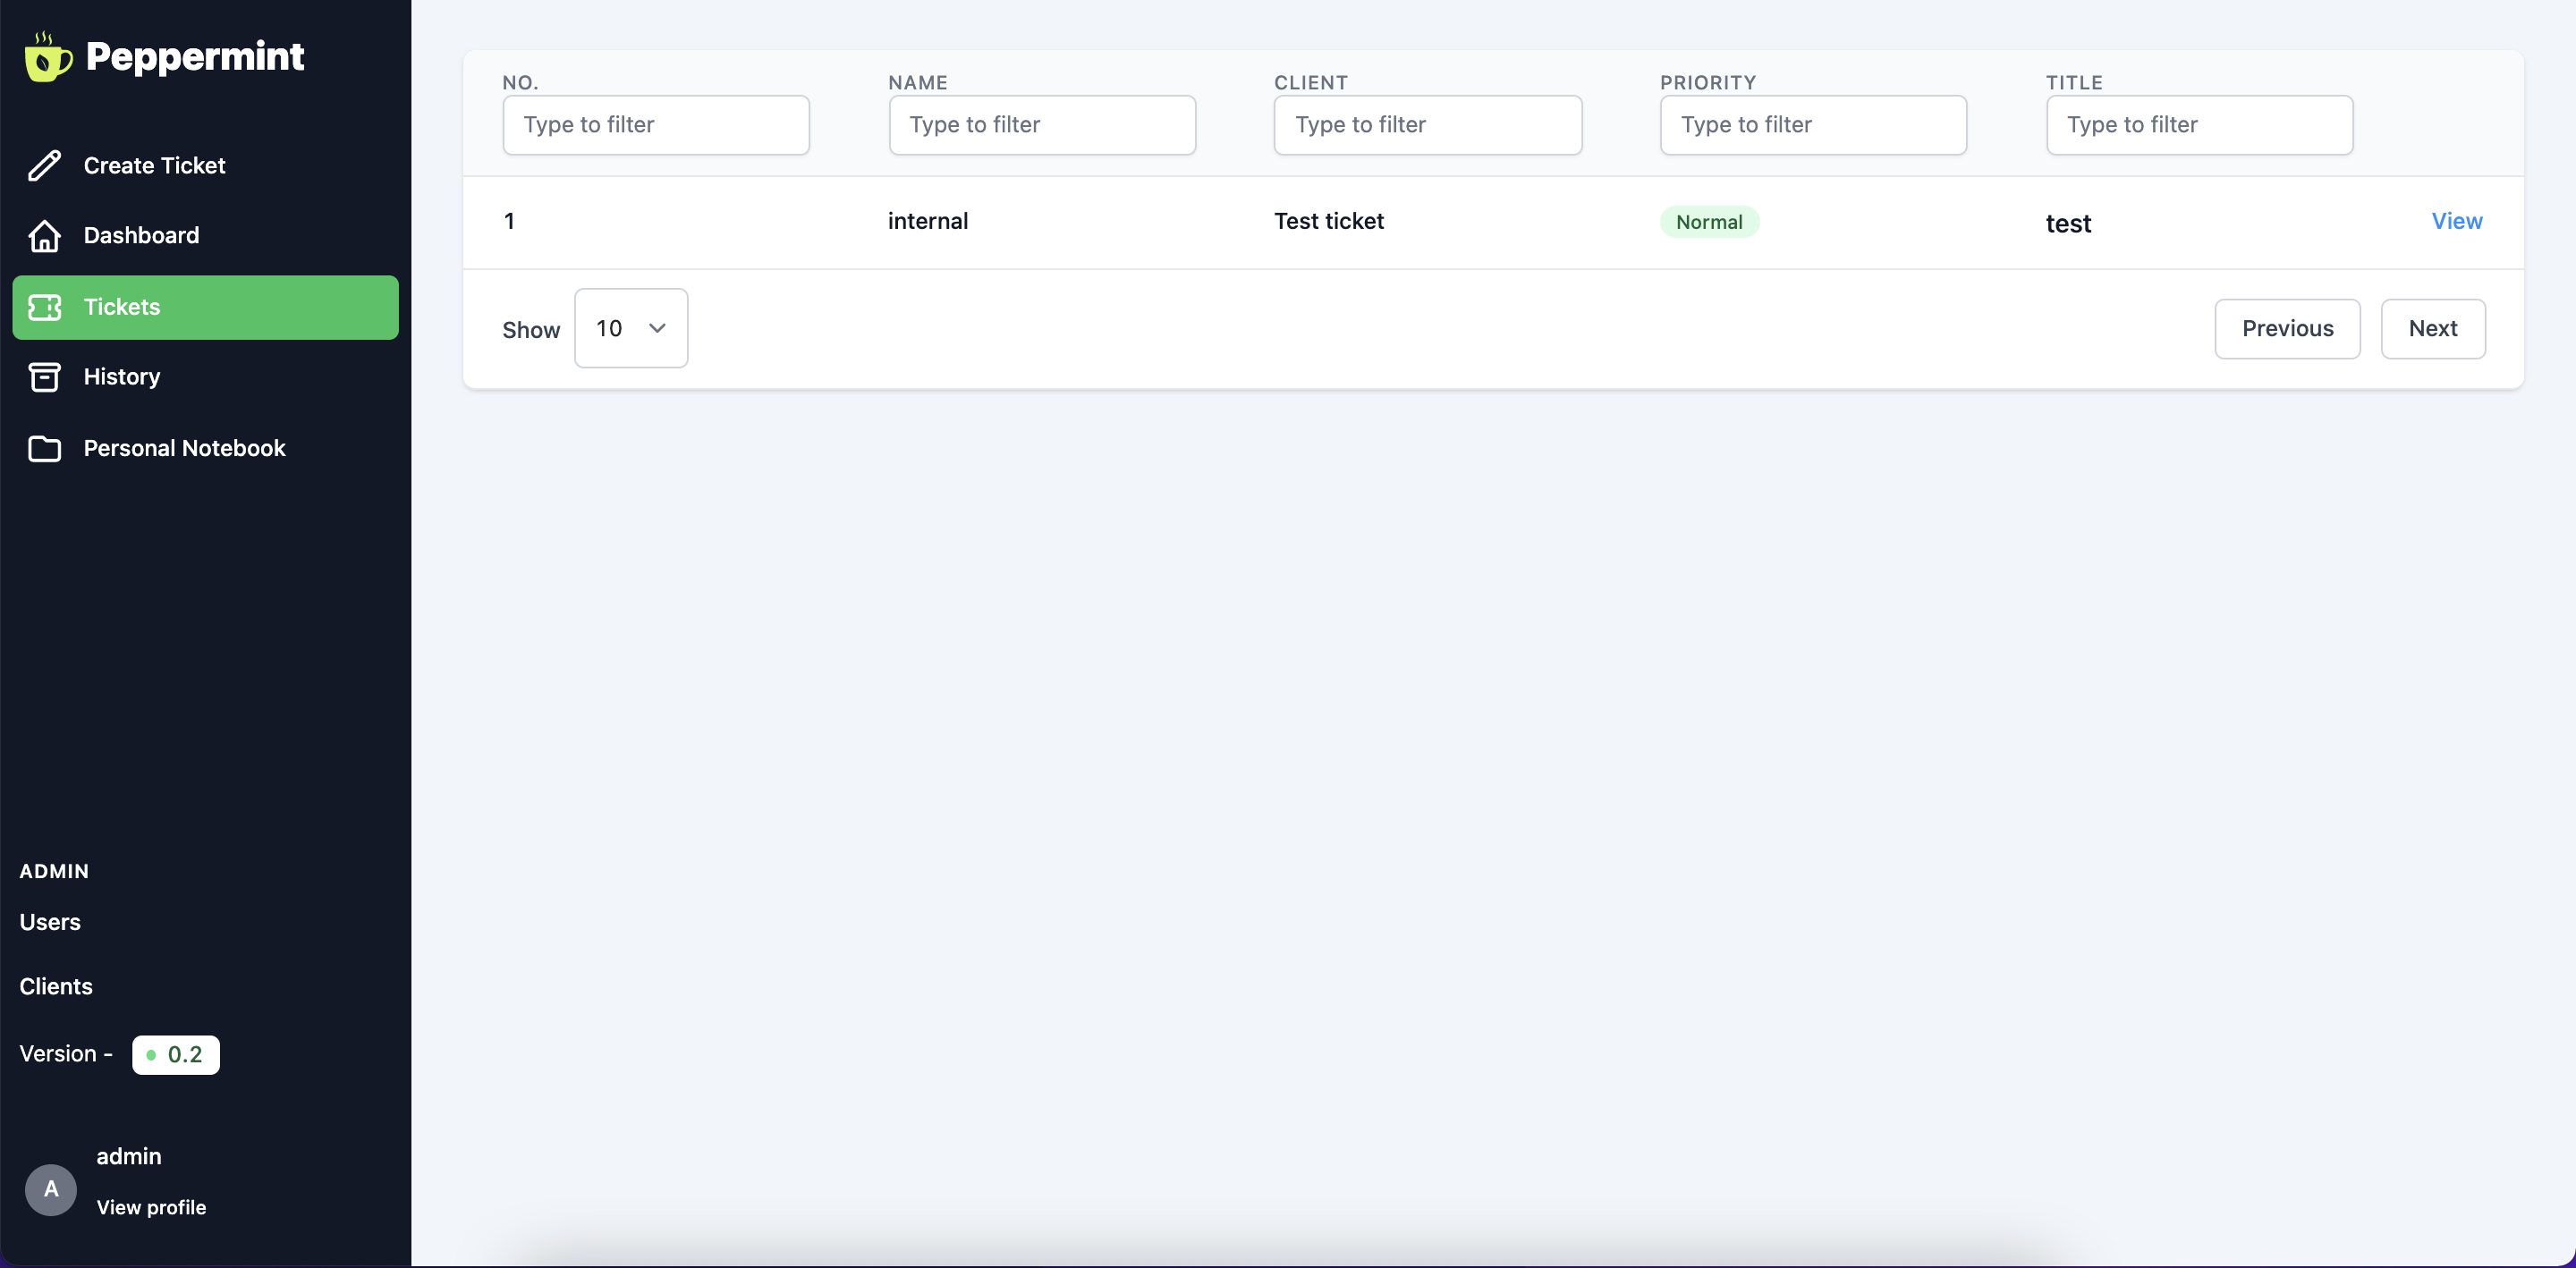 Peppermint
Create Ticket
Dashboard
Tickets
History
Personal Notebook
ADMIN
Users
Clients
Version - 0.2
A
admin
View profile
NO. NAME CLIENT PRIORITY TITLE
Type to filter Type to filter Type to filter Type to filter Type to filter
1 internal Test ticket Normal test View
Show 10 Previous Next